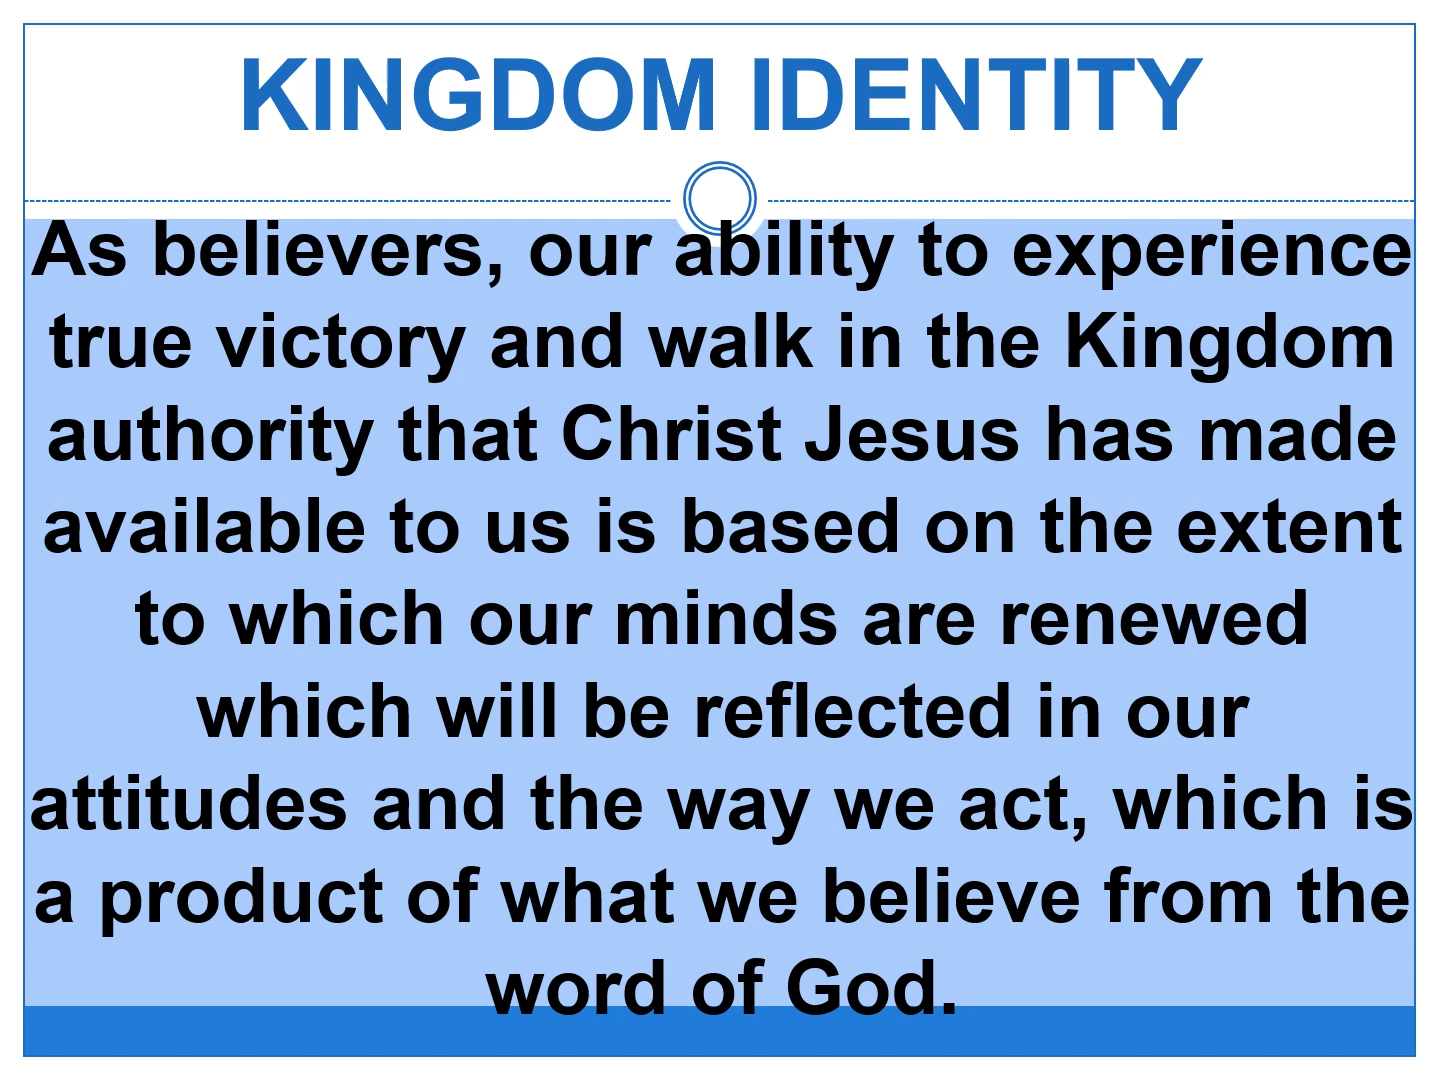 KINGDOM IDENTITY
As believers, our ability to experience
true victory and walk in the Kingdom
authority that Christ Jesus has made
available to us is based on the extent
to which our minds are renewed
which will be reflected in our
attitudes and the way we act, which is
a product of what we believe from the
word of God.